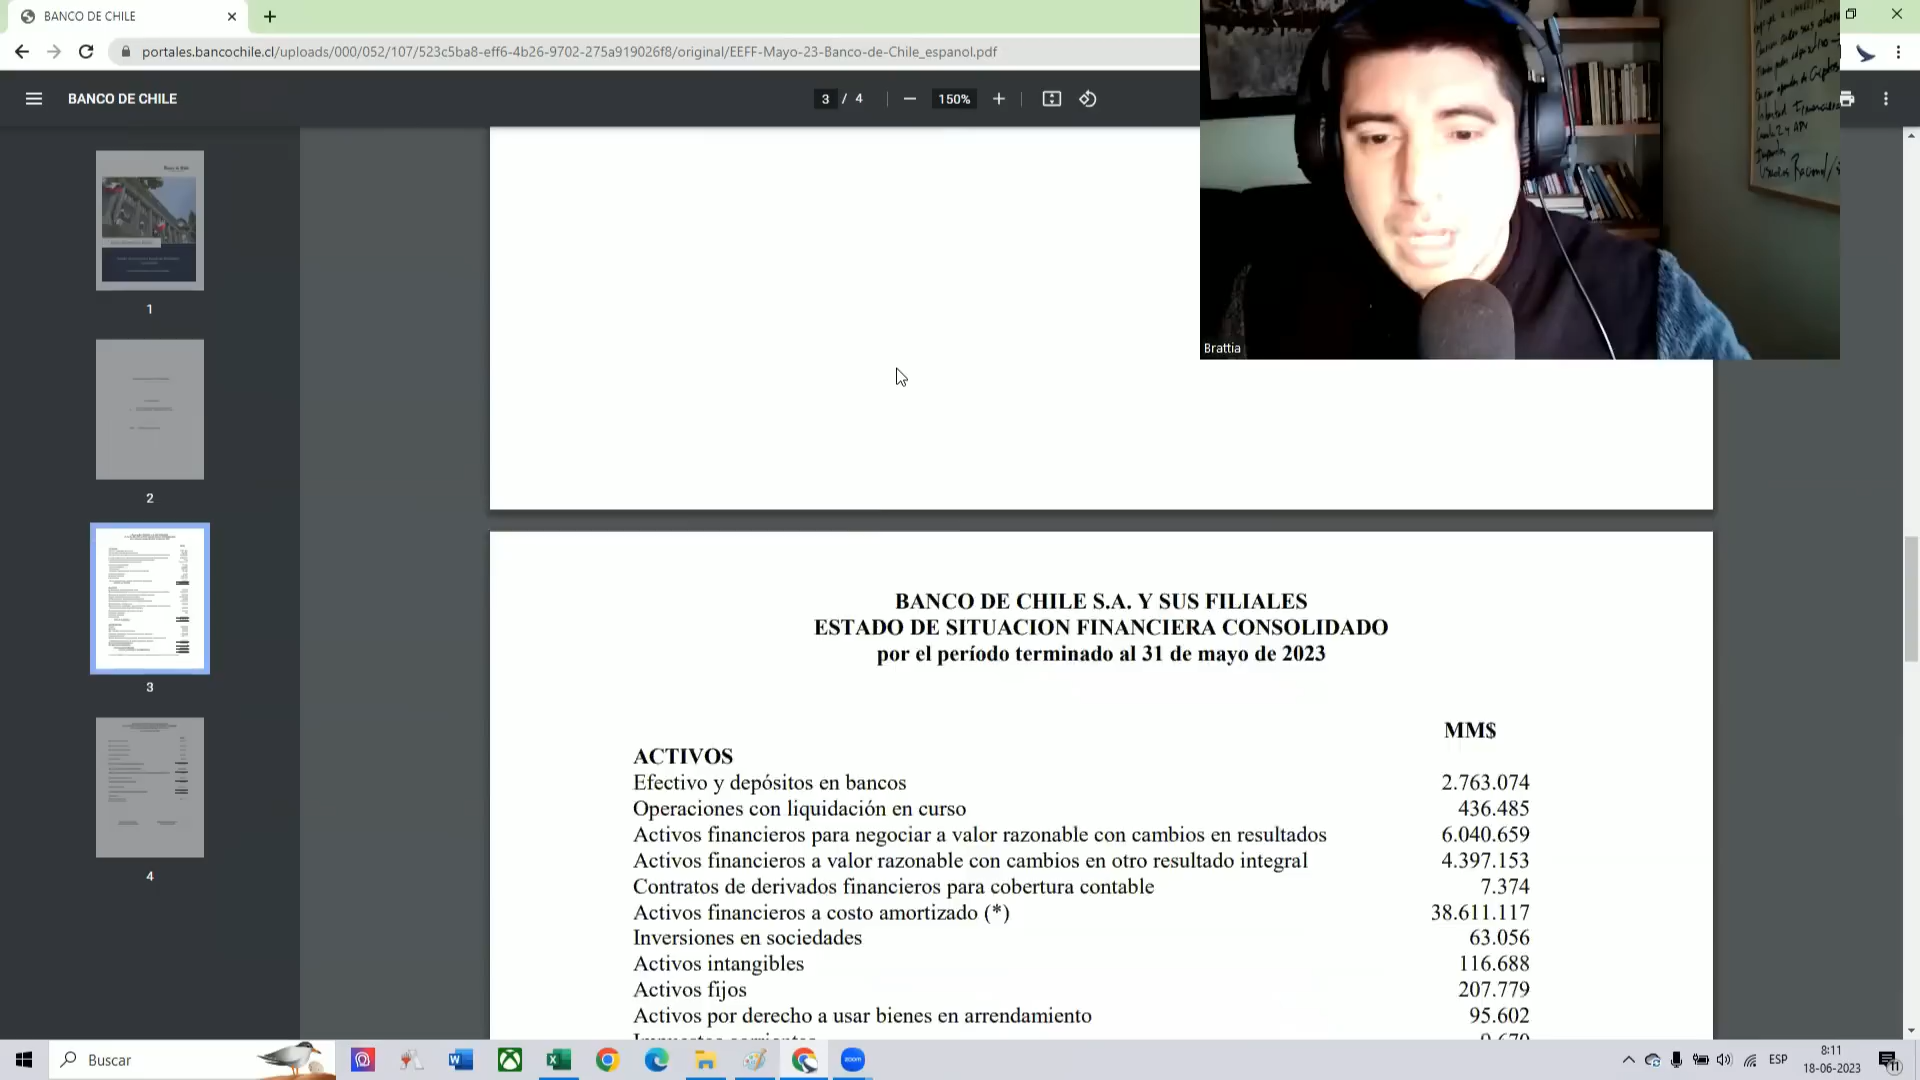 BANCO DE CHILE
portales.bancochile.cl/uploads/000/052/107/523c5ba8-eff6-4b26-9702-275a919026f8/original/EEFF-Mayo-23-Banco-de-Chile_espanol.pdf
BANCO DE CHILE
3 / 4
150%
1
2
3
4
Brattia
BANCO DE CHILE S.A. Y SUS FILIALES
ESTADO DE SITUACION FINANCIERA CONSOLIDADO
por el período terminado al 31 de mayo de 2023
MM$
ACTIVOS
Efectivo y depósitos en bancos 2.763.074
Operaciones con liquidación en curso 436.485
Activos financieros para negociar a valor razonable con cambios en resultados 6.040.659
Activos financieros a valor razonable con cambios en otro resultado integral 4.397.153
Contratos de derivados financieros para cobertura contable 7.374
Activos financieros a costo amortizado (*) 38.611.117
Inversiones en sociedades 63.056
Activos intangibles 116.688
Activos fijos 207.779
Activos por derecho a usar bienes en arrendamiento 95.602
Buscar
zoom
ESP
8:11
18-06-2023
11